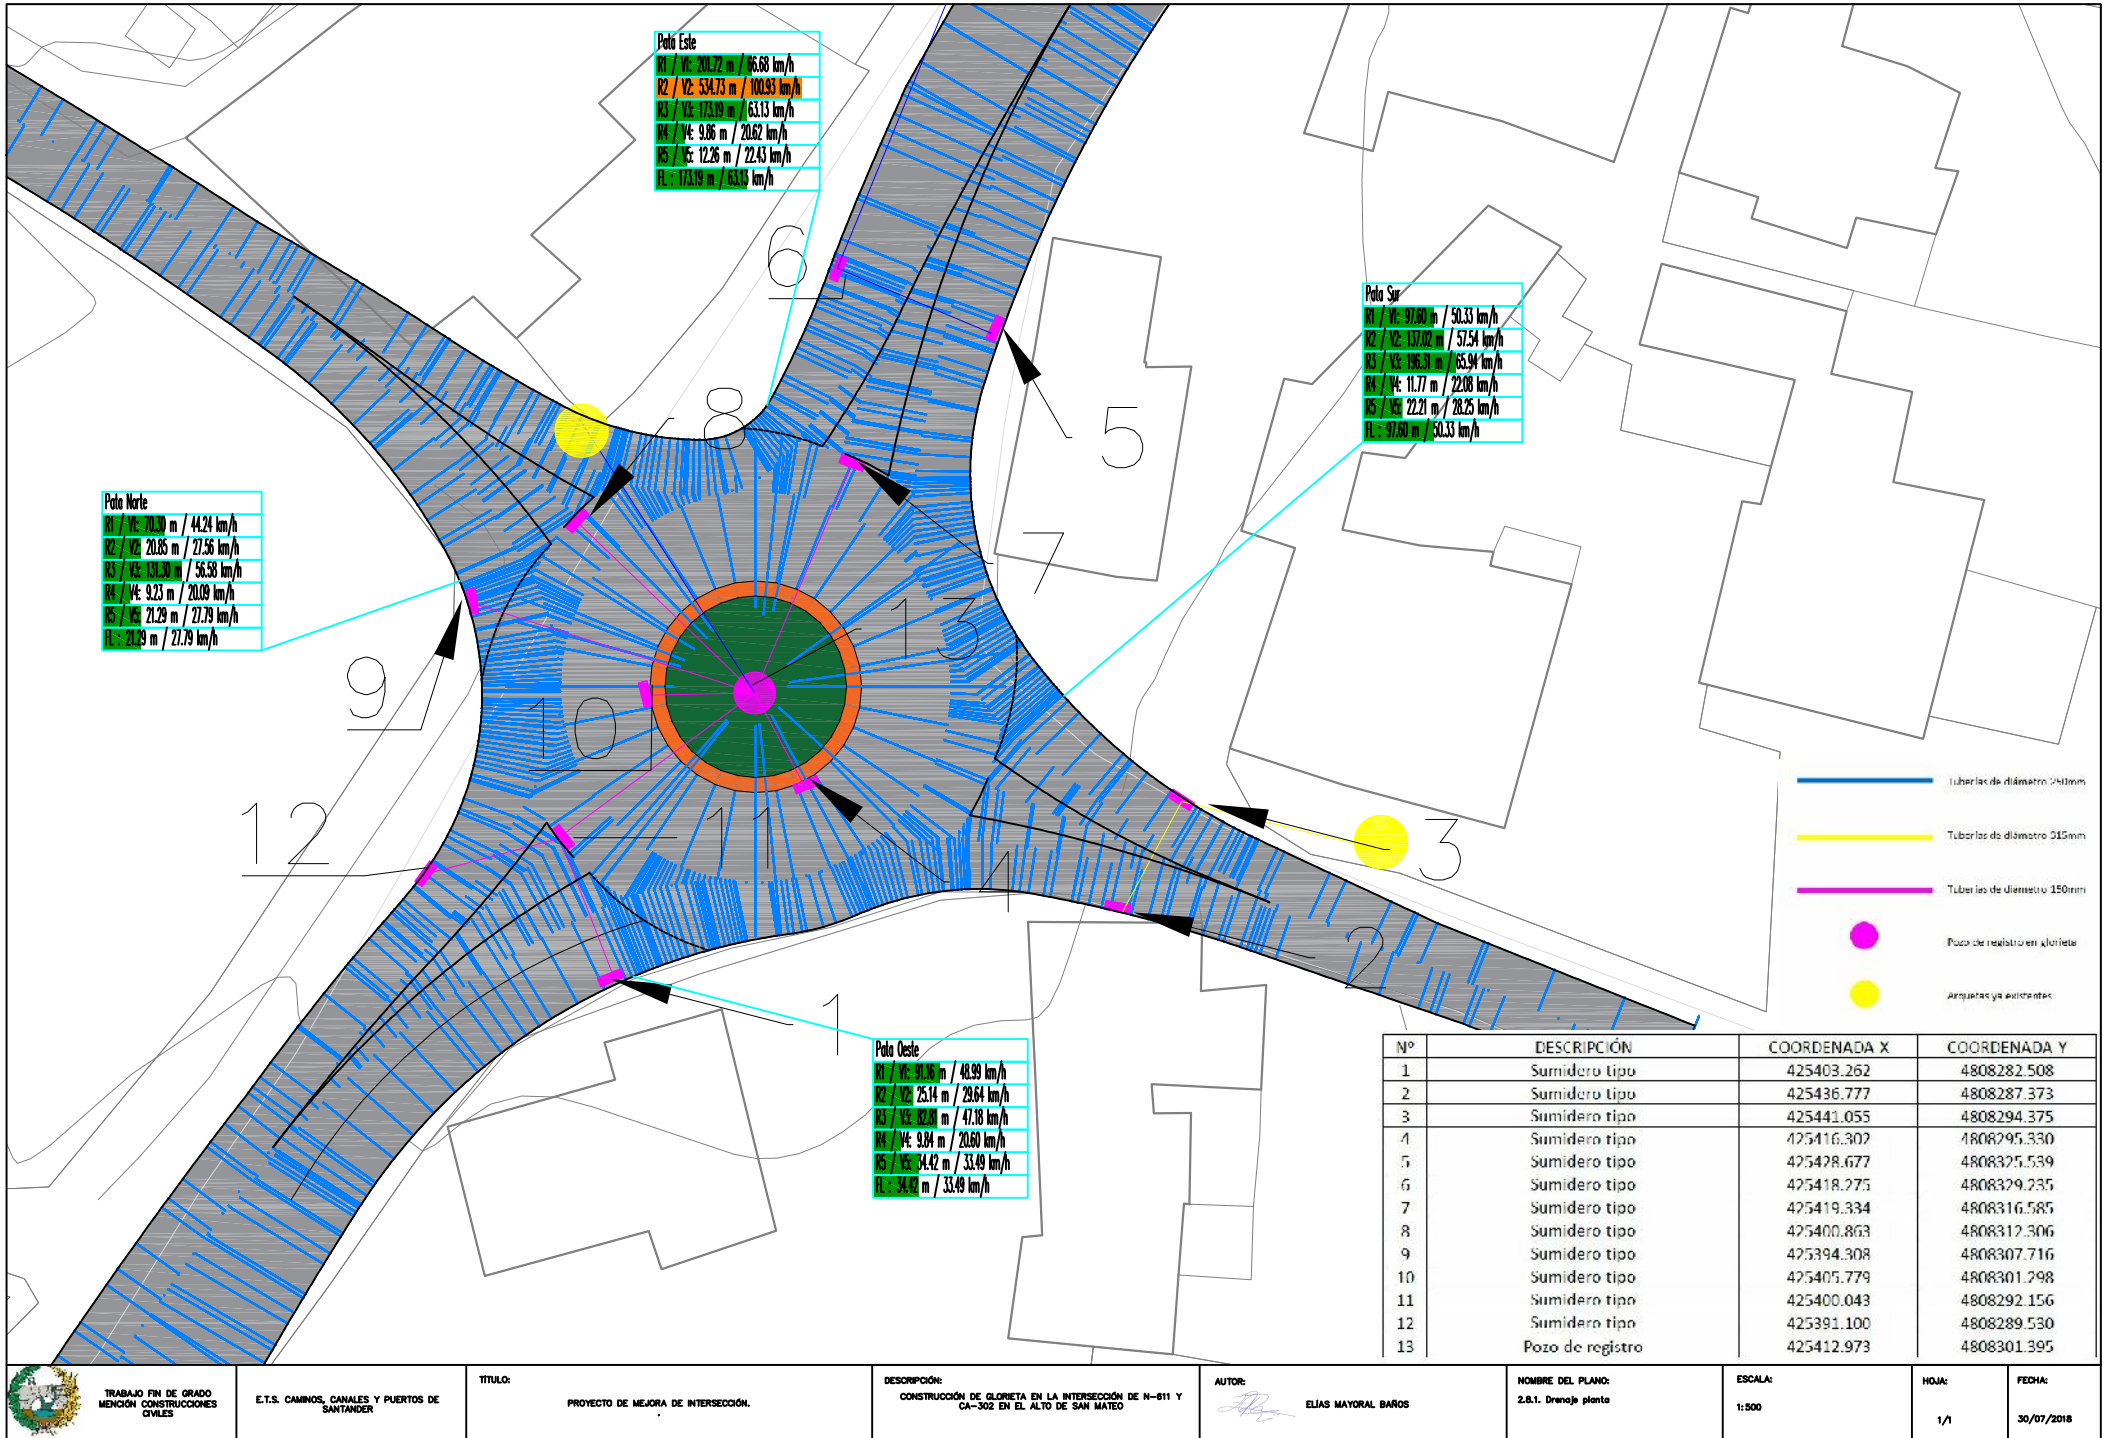 Pata Este
R1 / V1: 201.72 m / 66.68 km/h
R2 / V2: 534.73 m / 100.93 km/h
R3 / V3: 173.19 m / 63.13 km/h
R4 / V4: 9.86 m / 20.62 km/h
R5 / V5: 12.26 m / 22.43 km/h
FL : 173.19 m / 63.13 km/h
Pata Sur
R1 / V1: 97.60 m / 50.33 km/h
R2 / V2: 137.02 m / 57.54 km/h
R3 / V3: 196.31 m / 65.94 km/h
R4 / V4: 11.77 m / 22.08 km/h
R5 / V5: 22.21 m / 28.25 km/h
FL : 97.60 m / 50.33 km/h
Pata Norte
R1 / V1: 70.30 m / 44.24 km/h
R2 / V2: 20.85 m / 27.56 km/h
R3 / V3: 131.30 m / 56.58 km/h
R4 / V4: 9.23 m / 20.09 km/h
R5 / V5: 21.29 m / 27.79 km/h
FL : 21.29 m / 27.79 km/h
Pata Oeste
R1 / V1: 91.16 m / 48.99 km/h
R2 / V2: 25.14 m / 29.64 km/h
R3 / V3: 82.81 m / 47.18 km/h
R4 / V4: 9.84 m / 20.60 km/h
R5 / V5: 34.42 m / 33.49 km/h
FL : 34.42 m / 33.49 km/h
6
8
5
7
13
9
10
12
11
4
3
2
1
Tuberías de diámetro 250mm
Tuberías de diámetro 315mm
Tuberías de diámetro 150mm
Pozo de registro en glorieta
Arquetas ya existentes
Nº DESCRIPCIÓN COORDENADA X COORDENADA Y
1 Sumidero tipo 425403.262 4808282.508
2 Sumidero tipo 425436.777 4808287.373
3 Sumidero tipo 425441.055 4808294.375
4 Sumidero tipo 425416.302 4808295.330
5 Sumidero tipo 425428.677 4808325.539
6 Sumidero tipo 425418.275 4808329.235
7 Sumidero tipo 425419.334 4808316.585
8 Sumidero tipo 425400.863 4808312.306
9 Sumidero tipo 425394.308 4808307.716
10 Sumidero tipo 425405.779 4808301.298
11 Sumidero tipo 425400.043 4808292.156
12 Sumidero tipo 425391.100 4808289.530
13 Pozo de registro 425412.973 4808301.395
TRABAJO FIN DE GRADO
MENCIÓN CONSTRUCCIONES
CIVILES
E.T.S. CAMINOS, CANALES Y PUERTOS DE
SANTANDER
TÍTULO:
PROYECTO DE MEJORA DE INTERSECCIÓN.
.
DESCRIPCIÓN:
CONSTRUCCIÓN DE GLORIETA EN LA INTERSECCIÓN DE N-611 Y
CA-302 EN EL ALTO DE SAN MATEO
AUTOR:
ELÍAS MAYORAL BAÑOS
NOMBRE DEL PLANO:
2.8.1. Drenaje planta
ESCALA:
1:500
HOJA:
1/1
FECHA:
30/07/2018